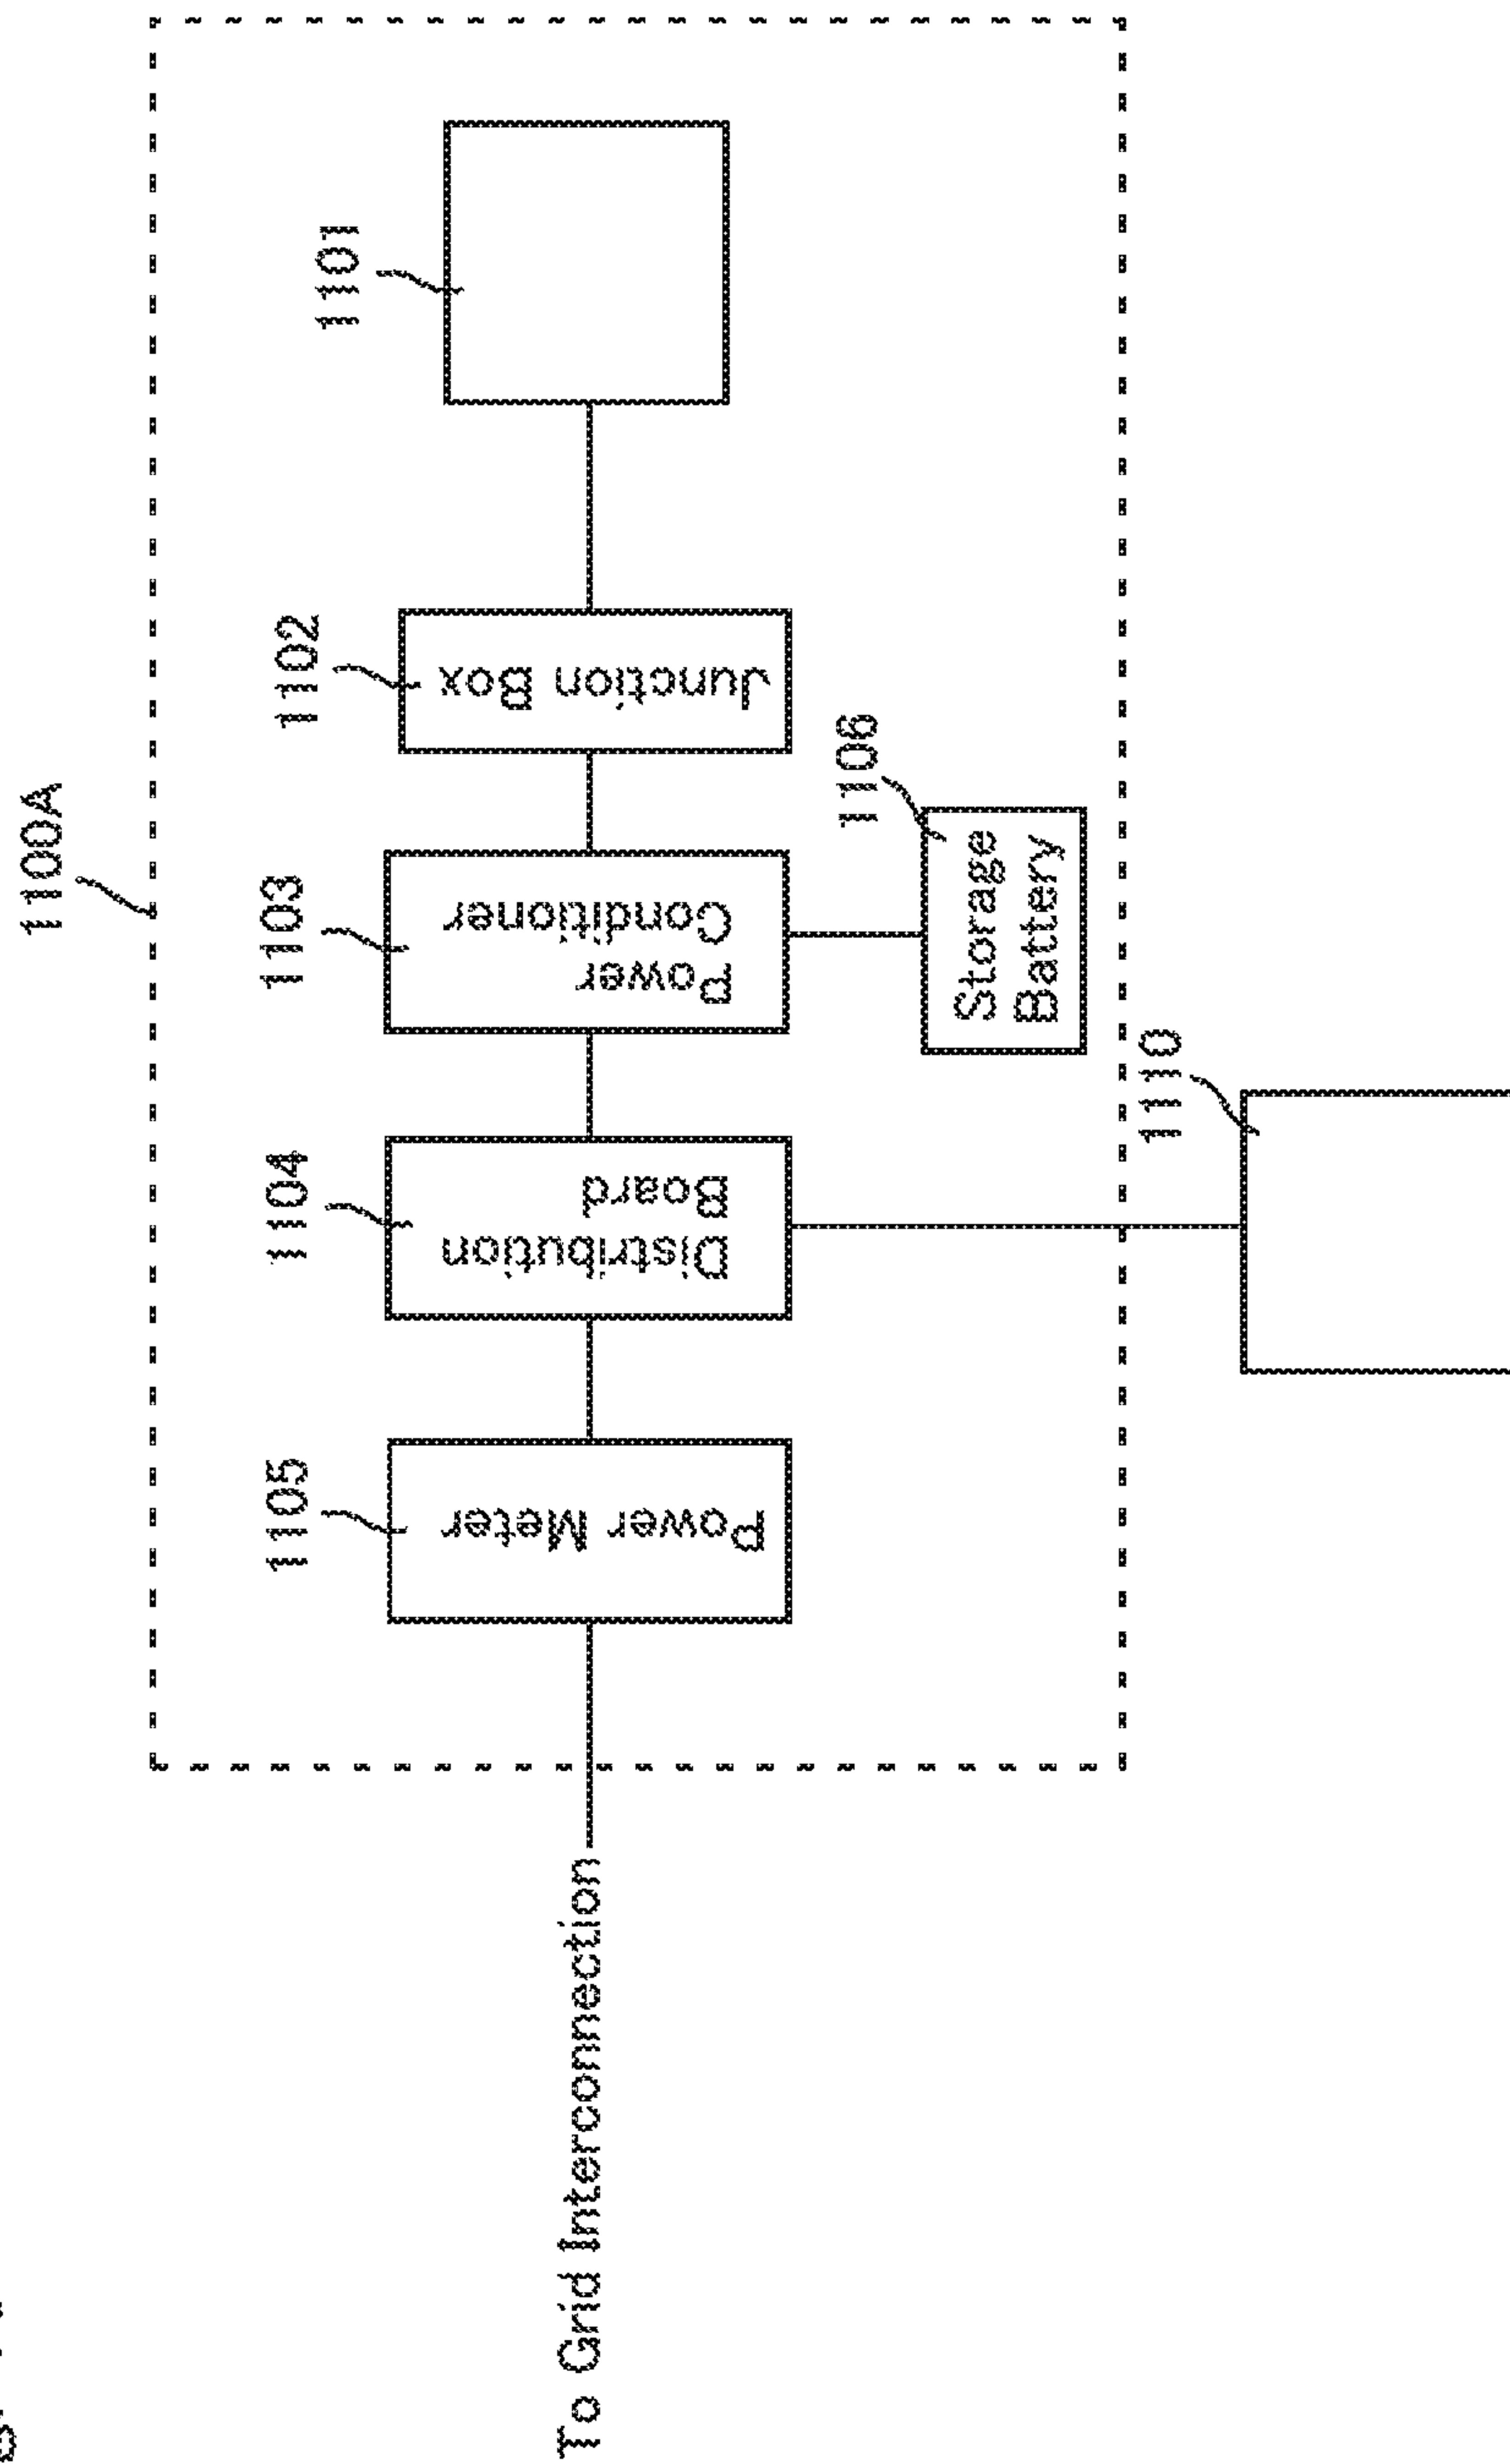 1100A
1101
1102
Junction Box
1103
Power
Conditioner
1106
Storage
Battery
1104
Distribution
Board
1110
1105
Power Meter
To Grid Interconnection